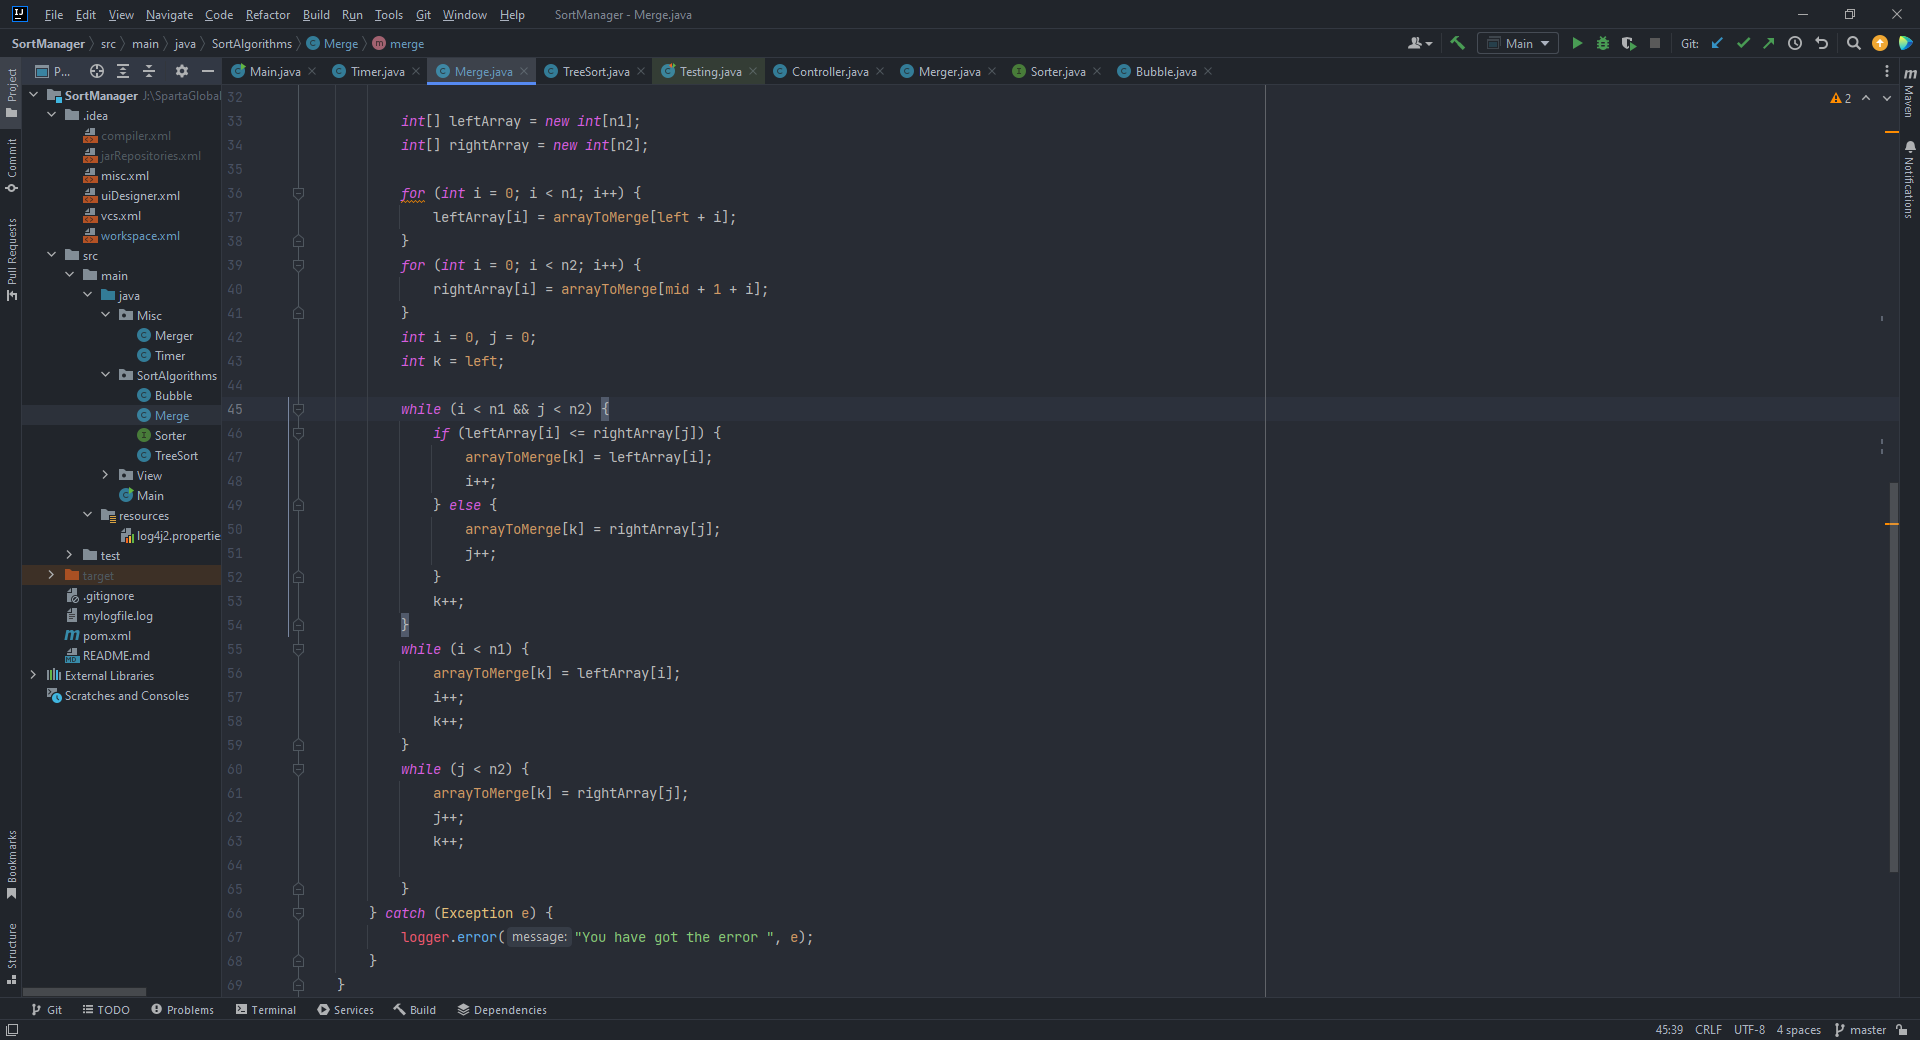 File Edit View Navigate Code Refactor Build Run Tools Git Window Help SortManager - Merge.java
SortManager src main java SortAlgorithms Merge merge Main Git:
P... Main.java Timer.java Merge.java TreeSort.java Testing.java Controller.java Merger.java Sorter.java Bubble.java
Project
Commit
Pull Requests
Bookmarks
Structure
SortManager J:\SpartaGlobal
.idea
compiler.xml
jarRepositories.xml
misc.xml
uiDesigner.xml
vcs.xml
workspace.xml
src
main
java
Misc
Merger
Timer
SortAlgorithms
Bubble
Merge
Sorter
TreeSort
View
Main
resources
log4j2.propertie
test
target
.gitignore
mylogfile.log
pom.xml
README.md
External Libraries
Scratches and Consoles
32
33 int[] leftArray = new int[n1];
34 int[] rightArray = new int[n2];
35
36 for (int i = 0; i < n1; i++) {
37 leftArray[i] = arrayToMerge[left + i];
38 }
39 for (int i = 0; i < n2; i++) {
40 rightArray[i] = arrayToMerge[mid + 1 + i];
41 }
42 int i = 0, j = 0;
43 int k = left;
44
45 while (i < n1 && j < n2) {
46 if (leftArray[i] <= rightArray[j]) {
47 arrayToMerge[k] = leftArray[i];
48 i++;
49 } else {
50 arrayToMerge[k] = rightArray[j];
51 j++;
52 }
53 k++;
54 }
55 while (i < n1) {
56 arrayToMerge[k] = leftArray[i];
57 i++;
58 k++;
59 }
60 while (j < n2) {
61 arrayToMerge[k] = rightArray[j];
62 j++;
63 k++;
64
65 }
66 } catch (Exception e) {
67 logger.error( message: "You have got the error ", e);
68 }
69 }
2
Maven
Notifications
Git TODO Problems Terminal Services Build Dependencies
45:39 CRLF UTF-8 4 spaces master